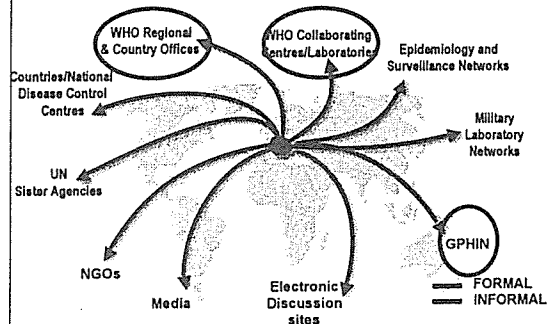 WHO Regional
& Country Offices
WHO Collaborating
Centres/Laboratories
Epidemiology and
Surveillance Networks
Countries/National
Disease Control
Centres
Military
Laboratory
Networks
UN
Sister Agencies
GPHIN
NGOs
Media
Electronic
Discussion
sites
FORMAL
INFORMAL